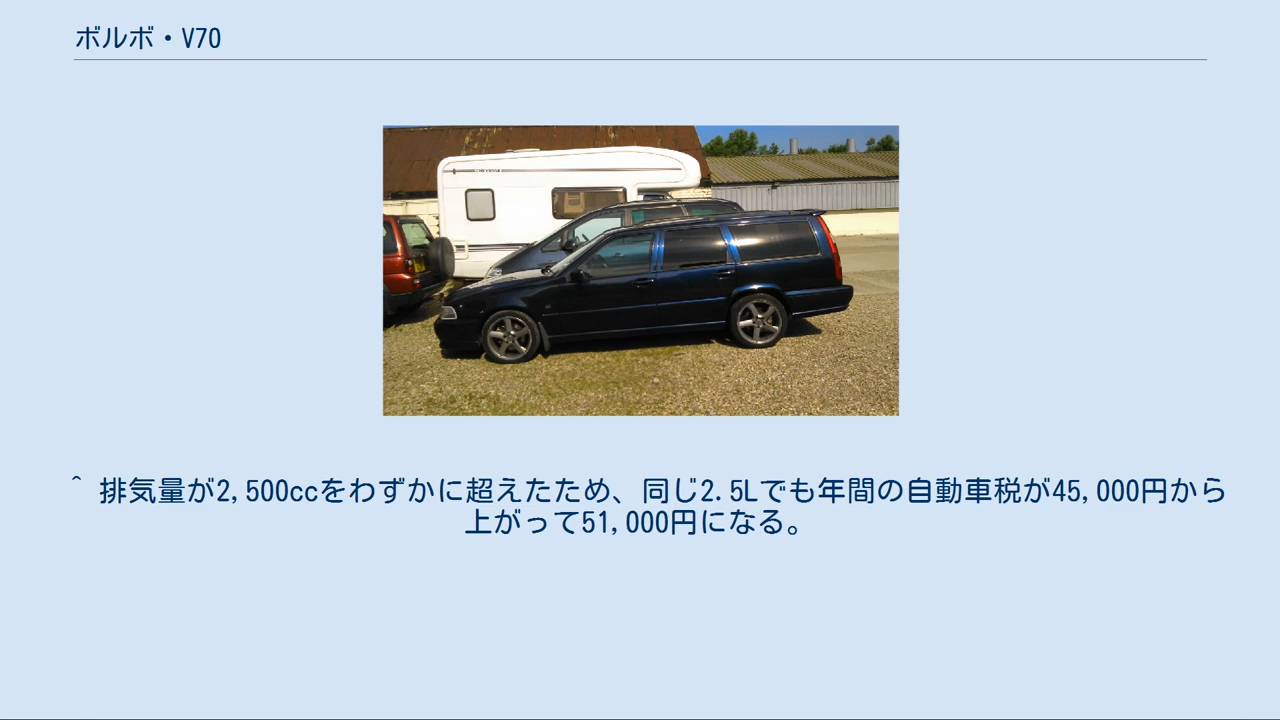 ボルボ・V70
^ 排気量が2,500ccをわずかに超えたため、同じ2.5Lでも年間の自動車税が45,000円から
上がって51,000円になる。